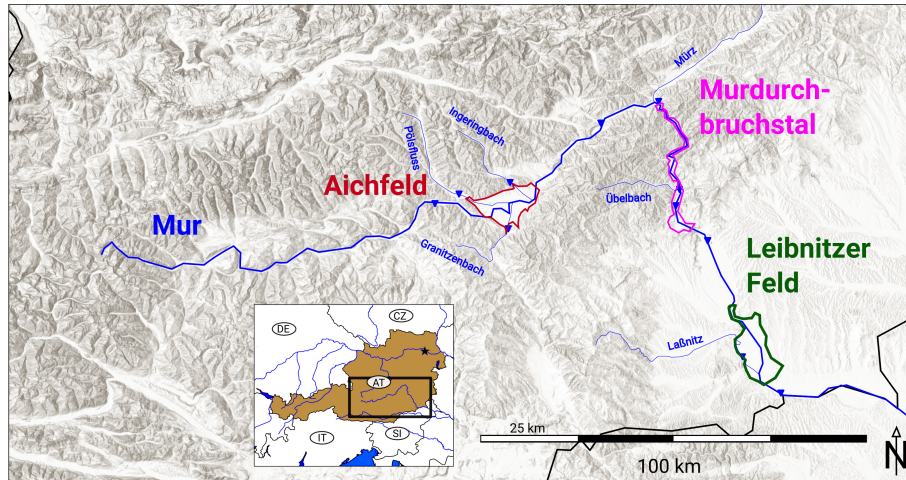 Mürz
Murdurch-
bruchstal
Ingeringbach
Pölsfluss
Aichfeld
Übelbach
Mur
Granitzenbach
Leibnitzer
Feld
Laßnitz
CZ
DE
AT
IT
SI
25 km
100 km
N